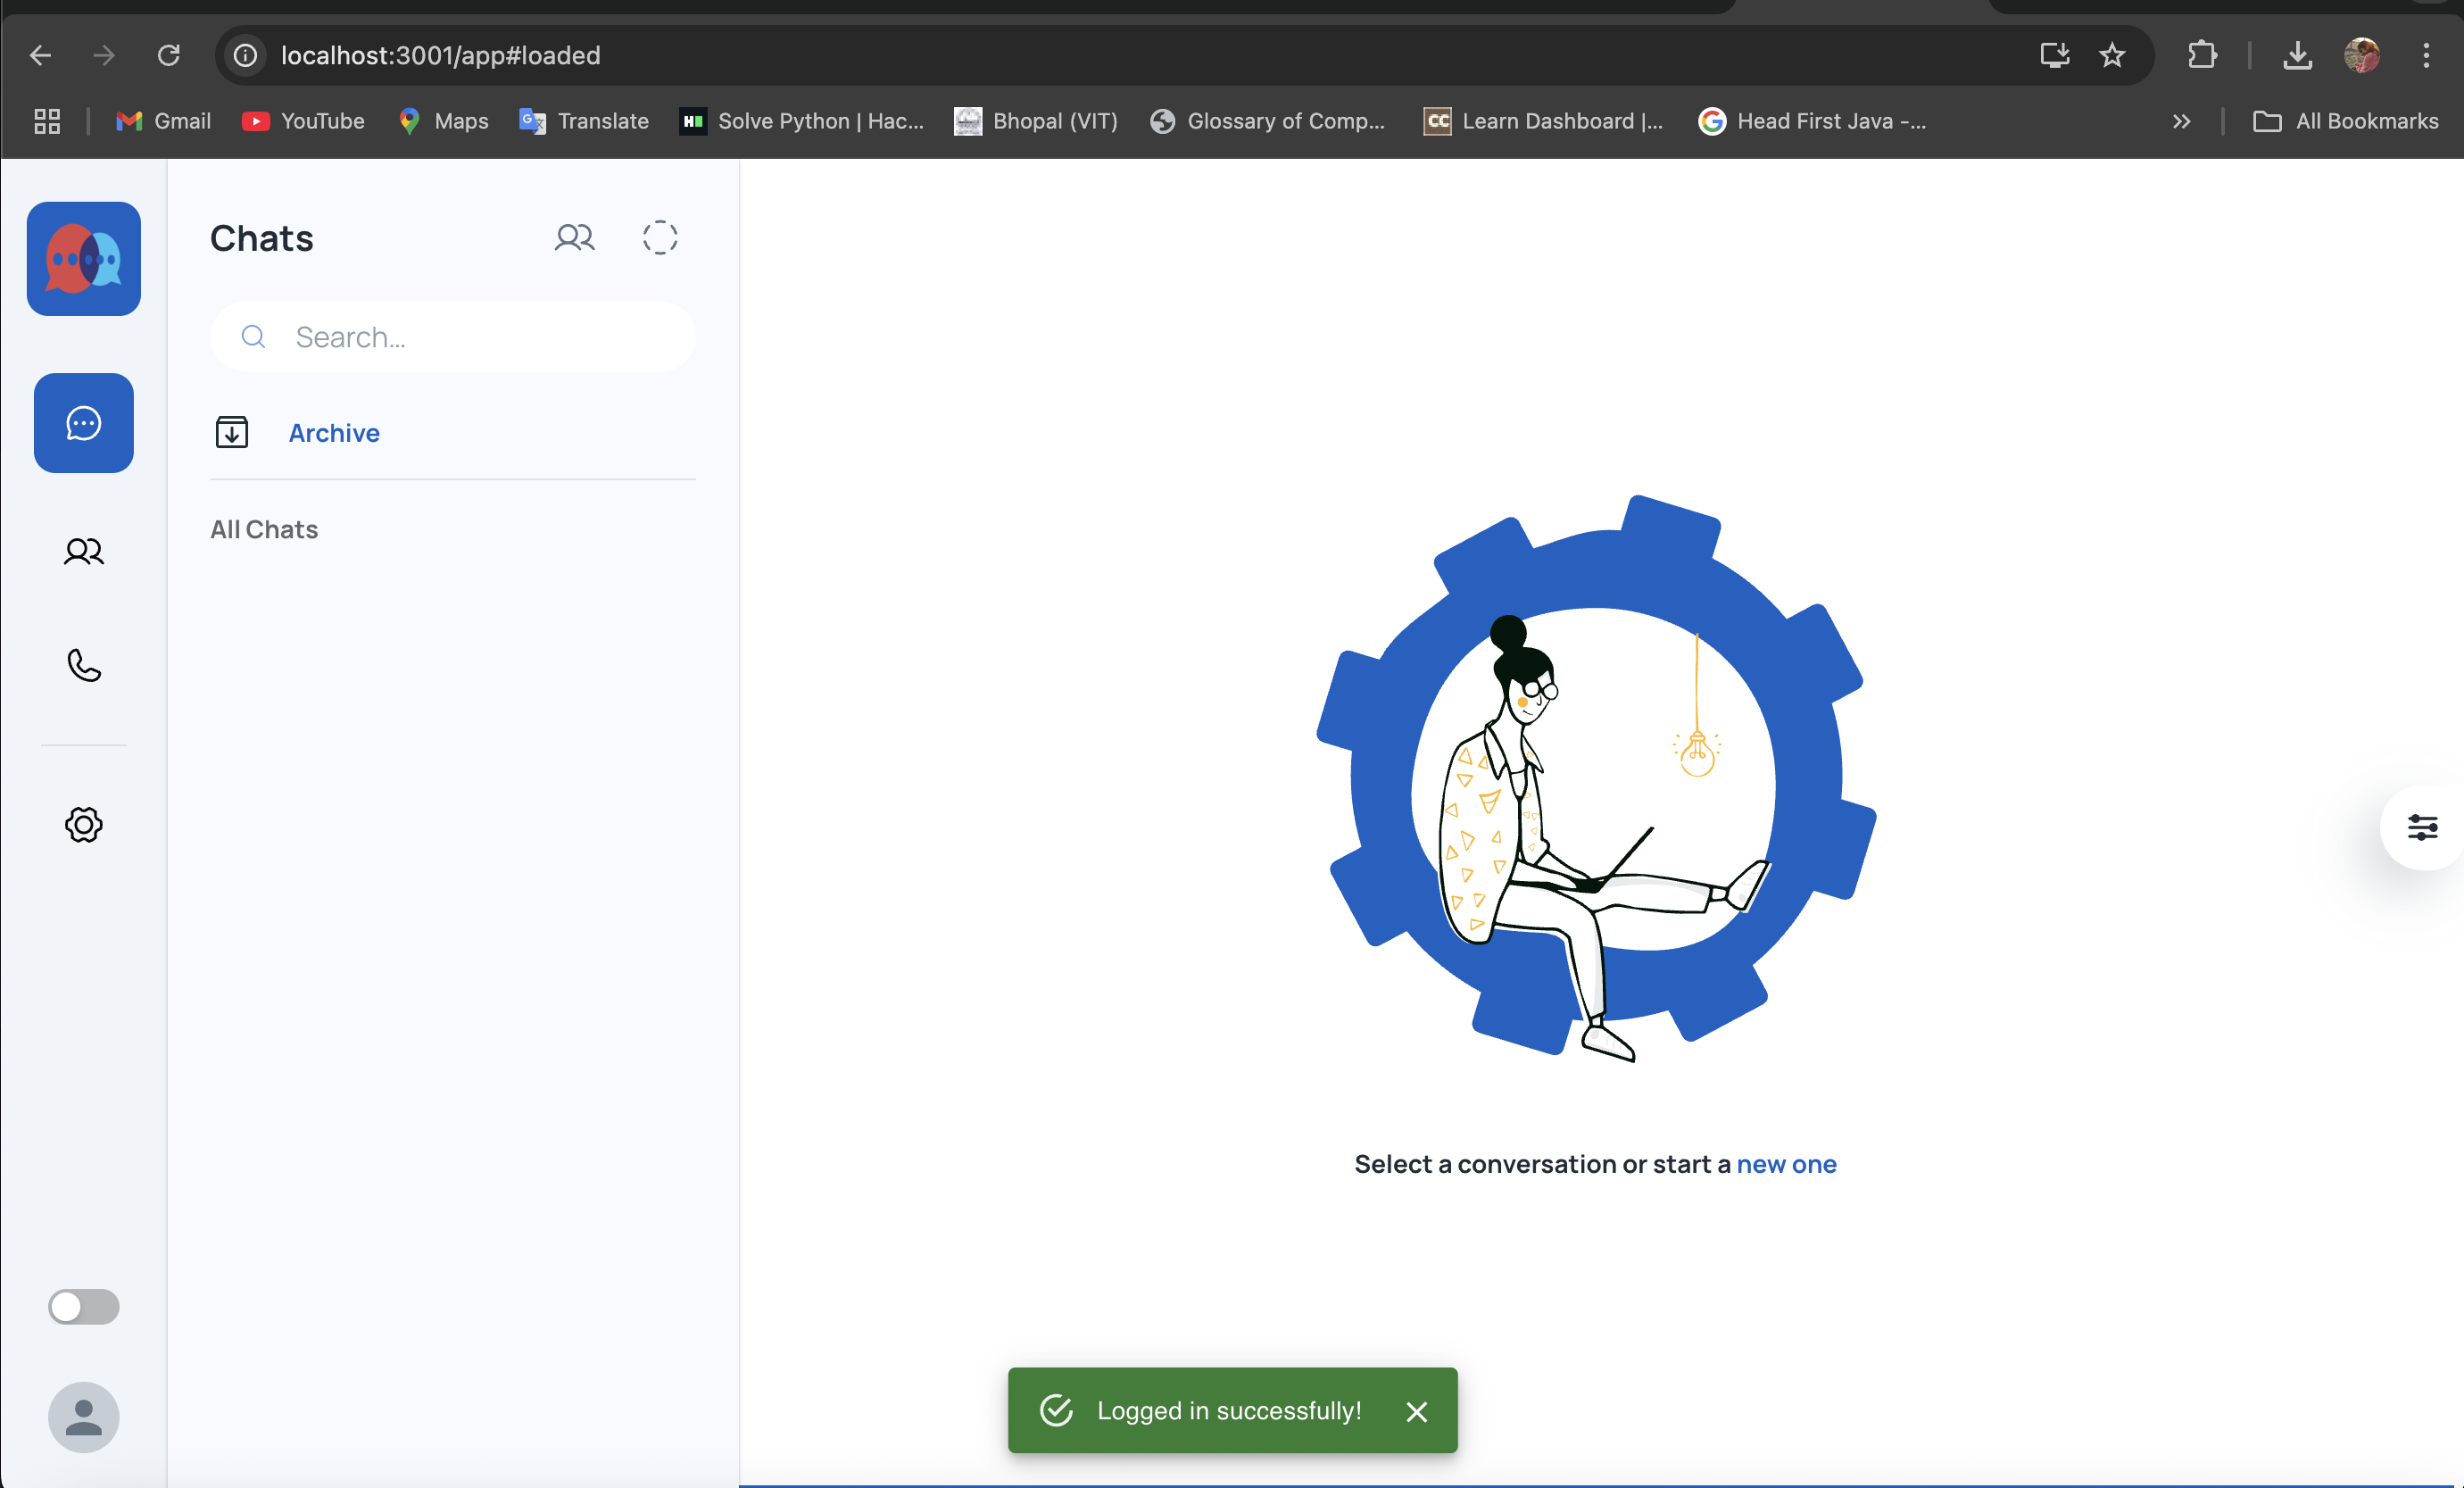 localhost:3001/app#loaded
Gmail
YouTube
Maps
Translate
Solve Python | Hac...
Bhopal (VIT)
Glossary of Comp...
Learn Dashboard |...
Head First Java -...
All Bookmarks
Chats
Search...
Archive
All Chats
Select a conversation or start a new one
Logged in successfully!